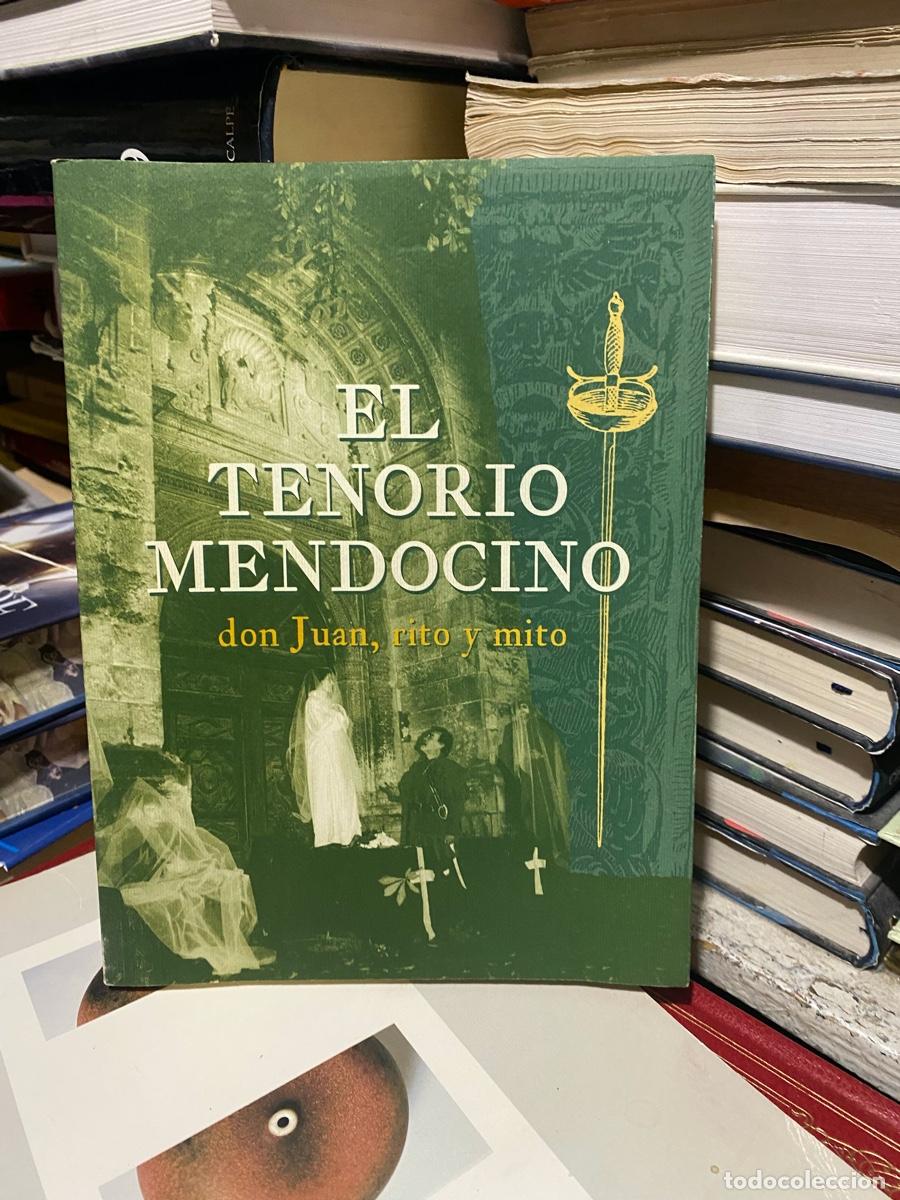 CALPE
EL
TENORIO
MENDOCINO
don Juan, rito y mito
todocoleccion